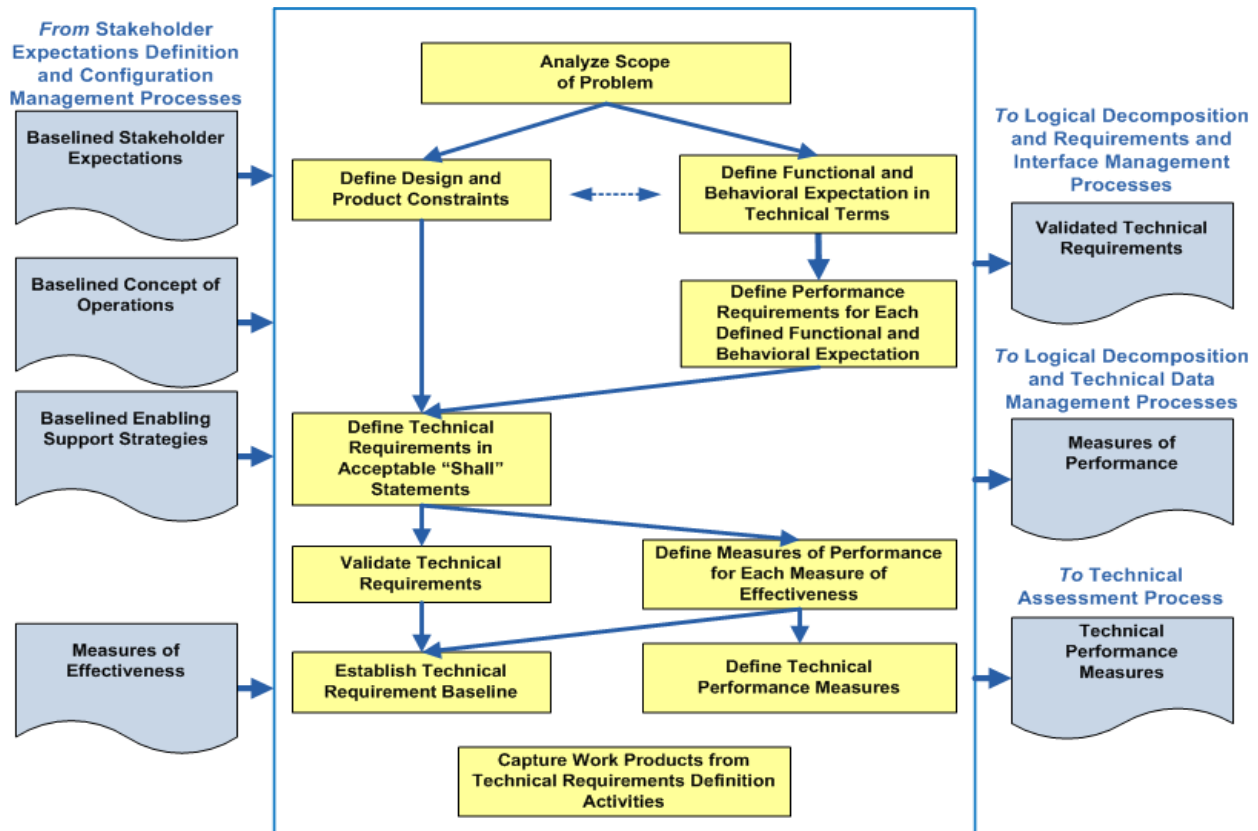 From Stakeholder
Expectations Definition
and Configuration
Management Processes
Baselined Stakeholder
Expectations
Baselined Concept of
Operations
Baselined Enabling
Support Strategies
Measures of
Effectiveness
Analyze Scope
of Problem
Define Design and
Product Constraints
Define Functional and
Behavioral Expectation in
Technical Terms
Define Performance
Requirements for Each
Defined Functional and
Behavioral Expectation
Define Technical
Requirements in
Acceptable “Shall”
Statements
Validate Technical
Requirements
Define Measures of Performance
for Each Measure of
Effectiveness
Establish Technical
Requirement Baseline
Define Technical
Performance Measures
Capture Work Products from
Technical Requirements Definition
Activities
To Logical Decomposition
and Requirements and
Interface Management
Processes
Validated Technical
Requirements
To Logical Decomposition
and Technical Data
Management Processes
Measures of
Performance
To Technical
Assessment Process
Technical
Performance
Measures